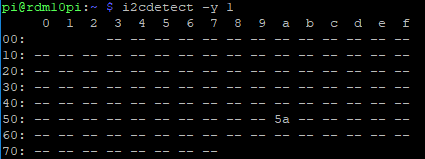 pi@rdm10pi:~ $ i2cdetect -y 1
     0  1  2  3  4  5  6  7  8  9  a  b  c  d  e  f
00:          -- -- -- -- -- -- -- -- -- -- -- -- --
10: -- -- -- -- -- -- -- -- -- -- -- -- -- -- -- --
20: -- -- -- -- -- -- -- -- -- -- -- -- -- -- -- --
30: -- -- -- -- -- -- -- -- -- -- -- -- -- -- -- --
40: -- -- -- -- -- -- -- -- -- -- -- -- -- -- -- --
50: -- -- -- -- -- -- -- -- -- -- 5a -- -- -- -- --
60: -- -- -- -- -- -- -- -- -- -- -- -- -- -- -- --
70: -- -- -- -- -- -- -- --